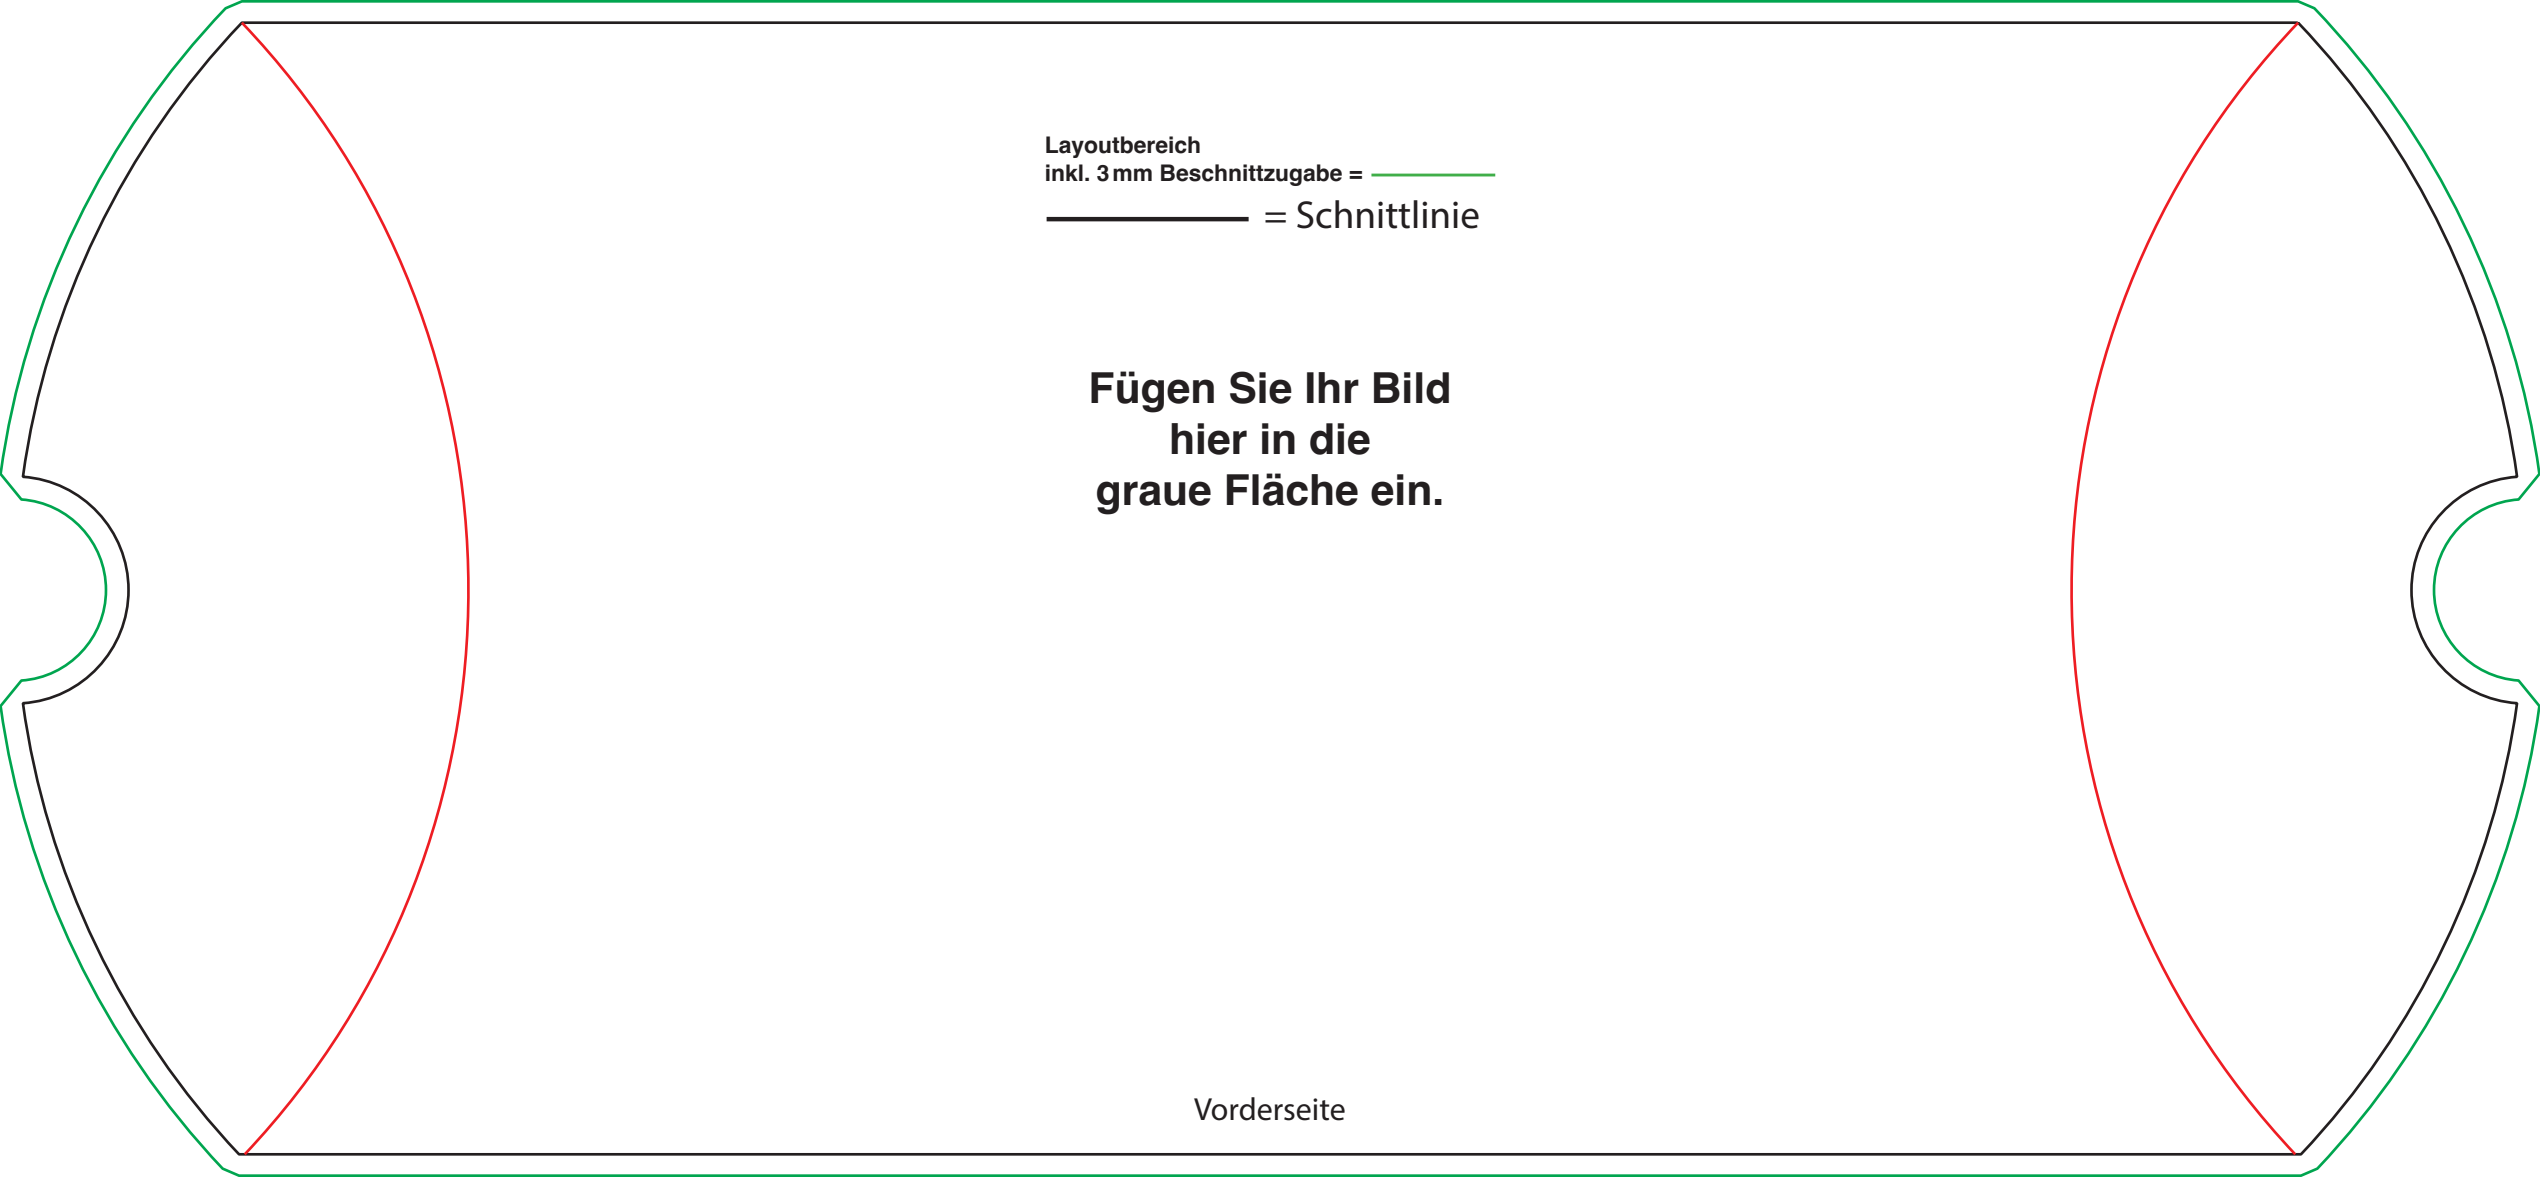 Layoutbereich
inkl. 3 mm Beschnittzugabe =
= Schnittlinie
Fügen Sie Ihr Bild
hier in die
graue Fläche ein.
Vorderseite